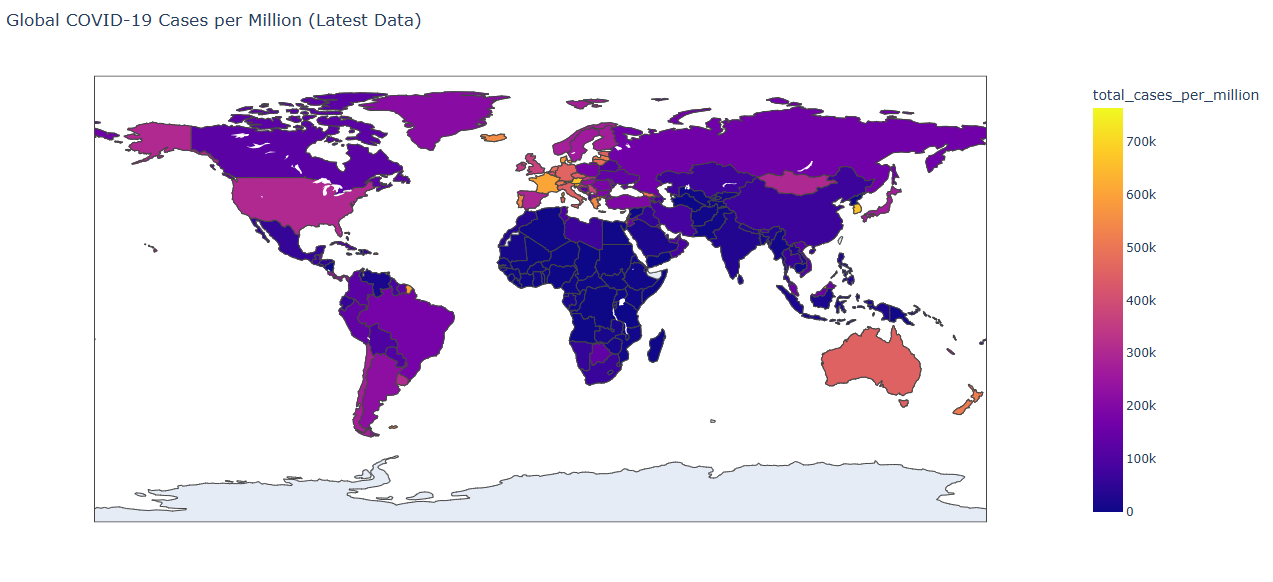 Global COVID-19 Cases per Million (Latest Data)
total_cases_per_million
700k
600k
500k
400k
300k
200k
100k
0